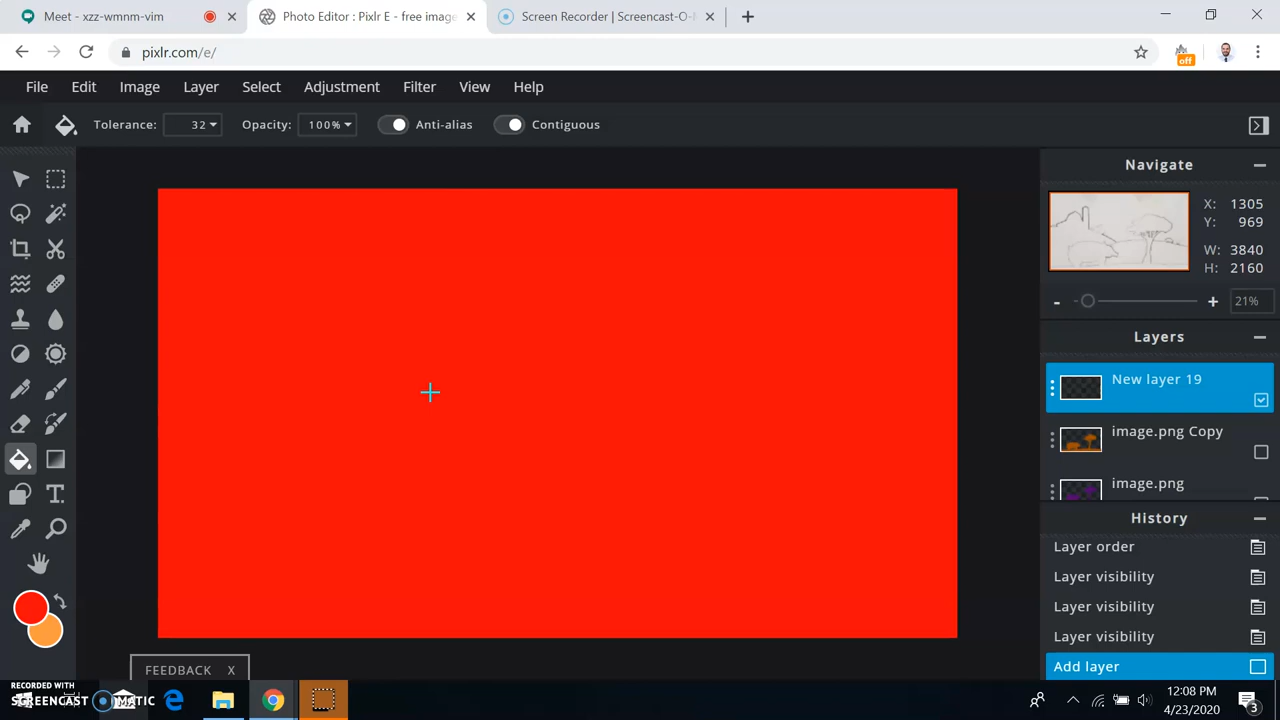 Meet - xzz-wmnm-vim
Photo Editor : Pixlr E - free image
Screen Recorder | Screencast-O-M
pixlr.com/e/
off
File Edit Image Layer Select Adjustment Filter View Help
Tolerance: 32 Opacity: 100% Anti-alias Contiguous
Navigate
X: 1305
Y: 969
W: 3840
H: 2160
- + 21%
Layers
New layer 19
image.png Copy
image.png
History
Layer order
Layer visibility
Layer visibility
Layer visibility
Add layer
T.
FEEDBACK X
RECORDED WITH
SCREENCAST MATIC
12:08 PM
4/23/2020
3